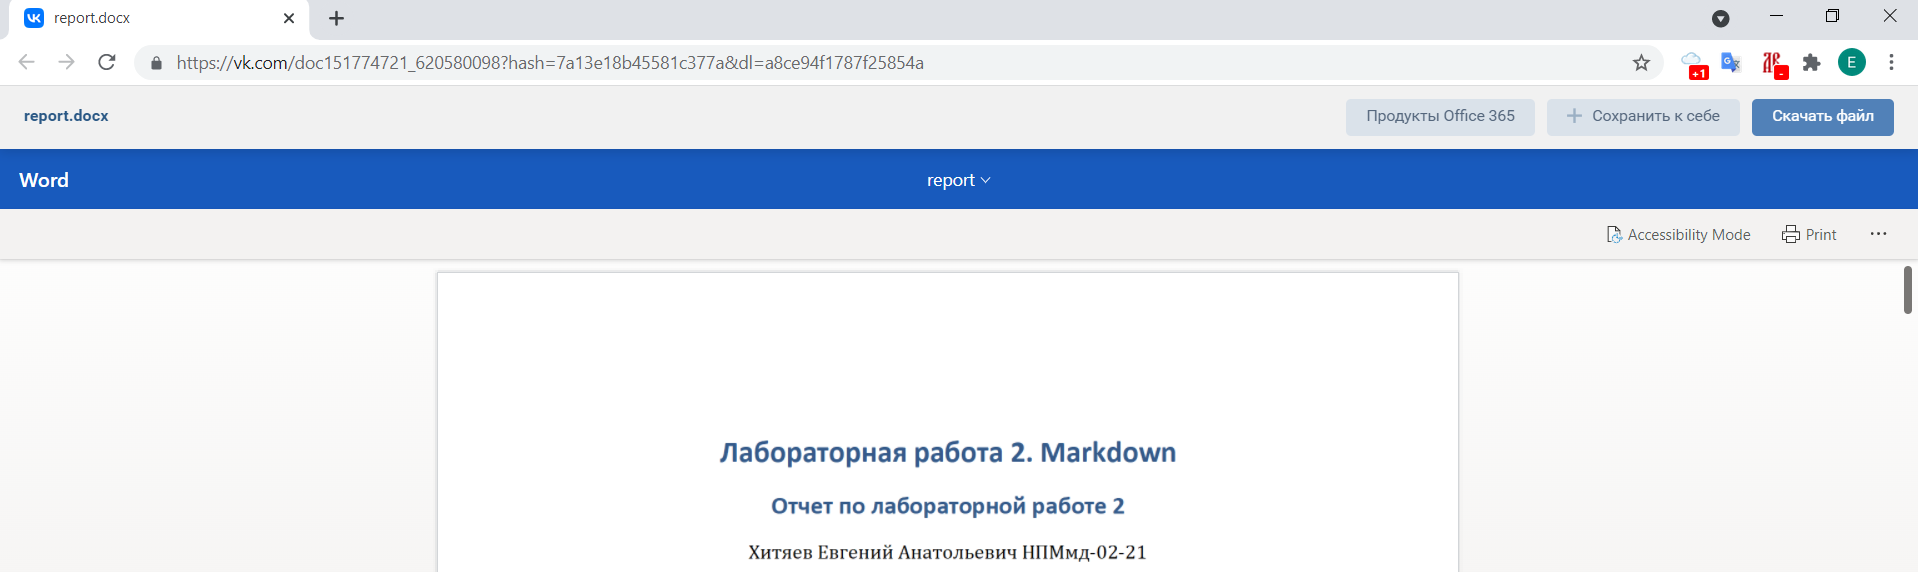 report.docx
https://vk.com/doc151774721_620580098?hash=7a13e18b45581c377a&dl=a8ce94f1787f25854a
+1
E
report.docx
Продукты Office 365
Сохранить к себе
Скачать файл
Word
report
Accessibility Mode
Print
Лабораторная работа 2. Markdown
Отчет по лабораторной работе 2
Хитяев Евгений Анатольевич НПМмд-02-21